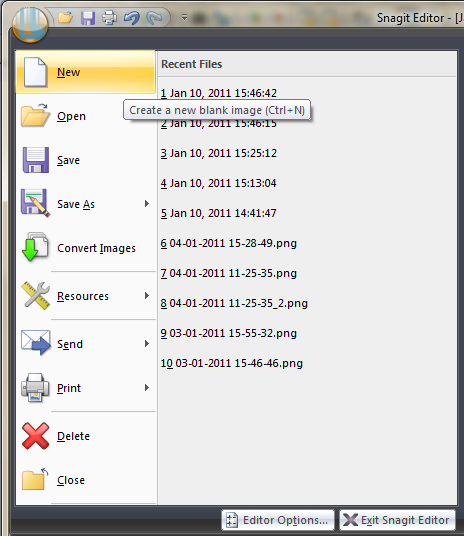 Snagit Editor - [J
New
Recent Files
1 Jan 10, 2011 15:46:42
Create a new blank image (Ctrl+N)
Open
2 Jan 10, 2011 15:46:15
Save
3 Jan 10, 2011 15:25:12
Save As
4 Jan 10, 2011 15:13:04
5 Jan 10, 2011 14:41:47
Convert Images
6 04-01-2011 15-28-49.png
7 04-01-2011 11-25-35.png
Resources
8 04-01-2011 11-25-35_2.png
9 03-01-2011 15-55-32.png
Send
10 03-01-2011 15-46-46.png
Print
Delete
Close
Editor Options...
Exit Snagit Editor